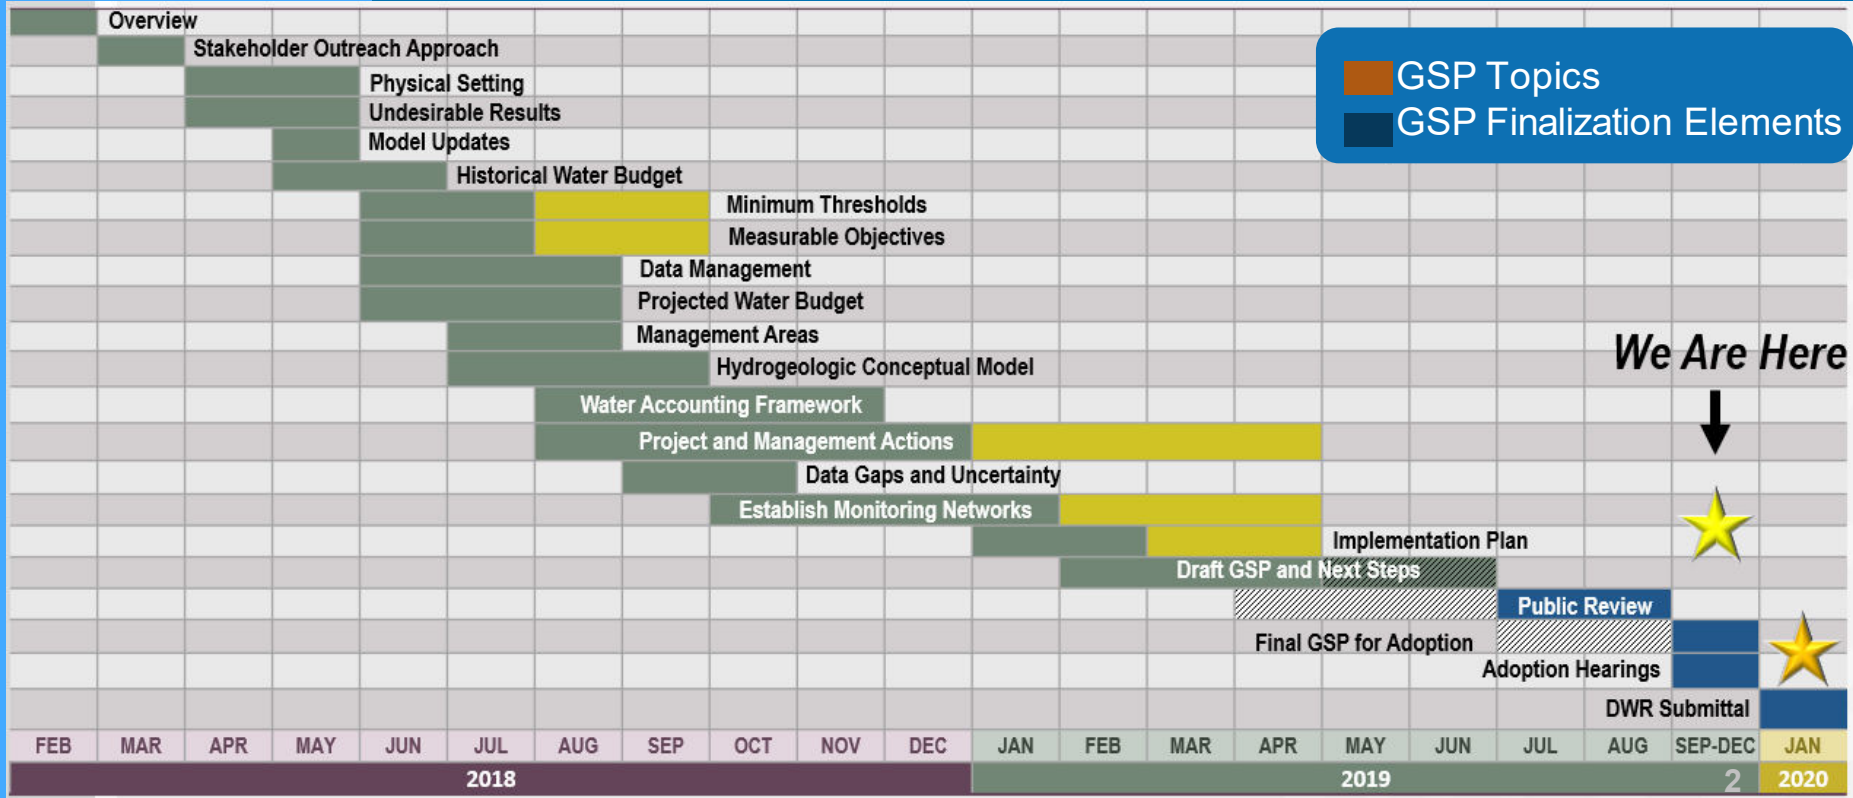 Overview
Stakeholder Outreach Approach
Physical Setting
GSP Topics
Undesirable Results
GSP Finalization Elements
Model Updates
Historical Water Budget
Minimum Thresholds
Measurable Objectives
Data Management
Projected Water Budget
Management Areas
We Are Here
Hydrogeologic Conceptual Model
Water Accounting Framework
Project and Management Actions
Data Gaps and Uncertainty
Establish Monitoring Networks
Implementation Plan
Draft GSP and Next Steps
Public Review
Final GSP for Adoption
Adoption Hearings
DWR Submittal
FEB MAR APR MAY JUN JUL AUG SEP OCT NOV DEC JAN FEB MAR APR MAY JUN JUL AUG SEP-DEC JAN
2018 2019 2 2020